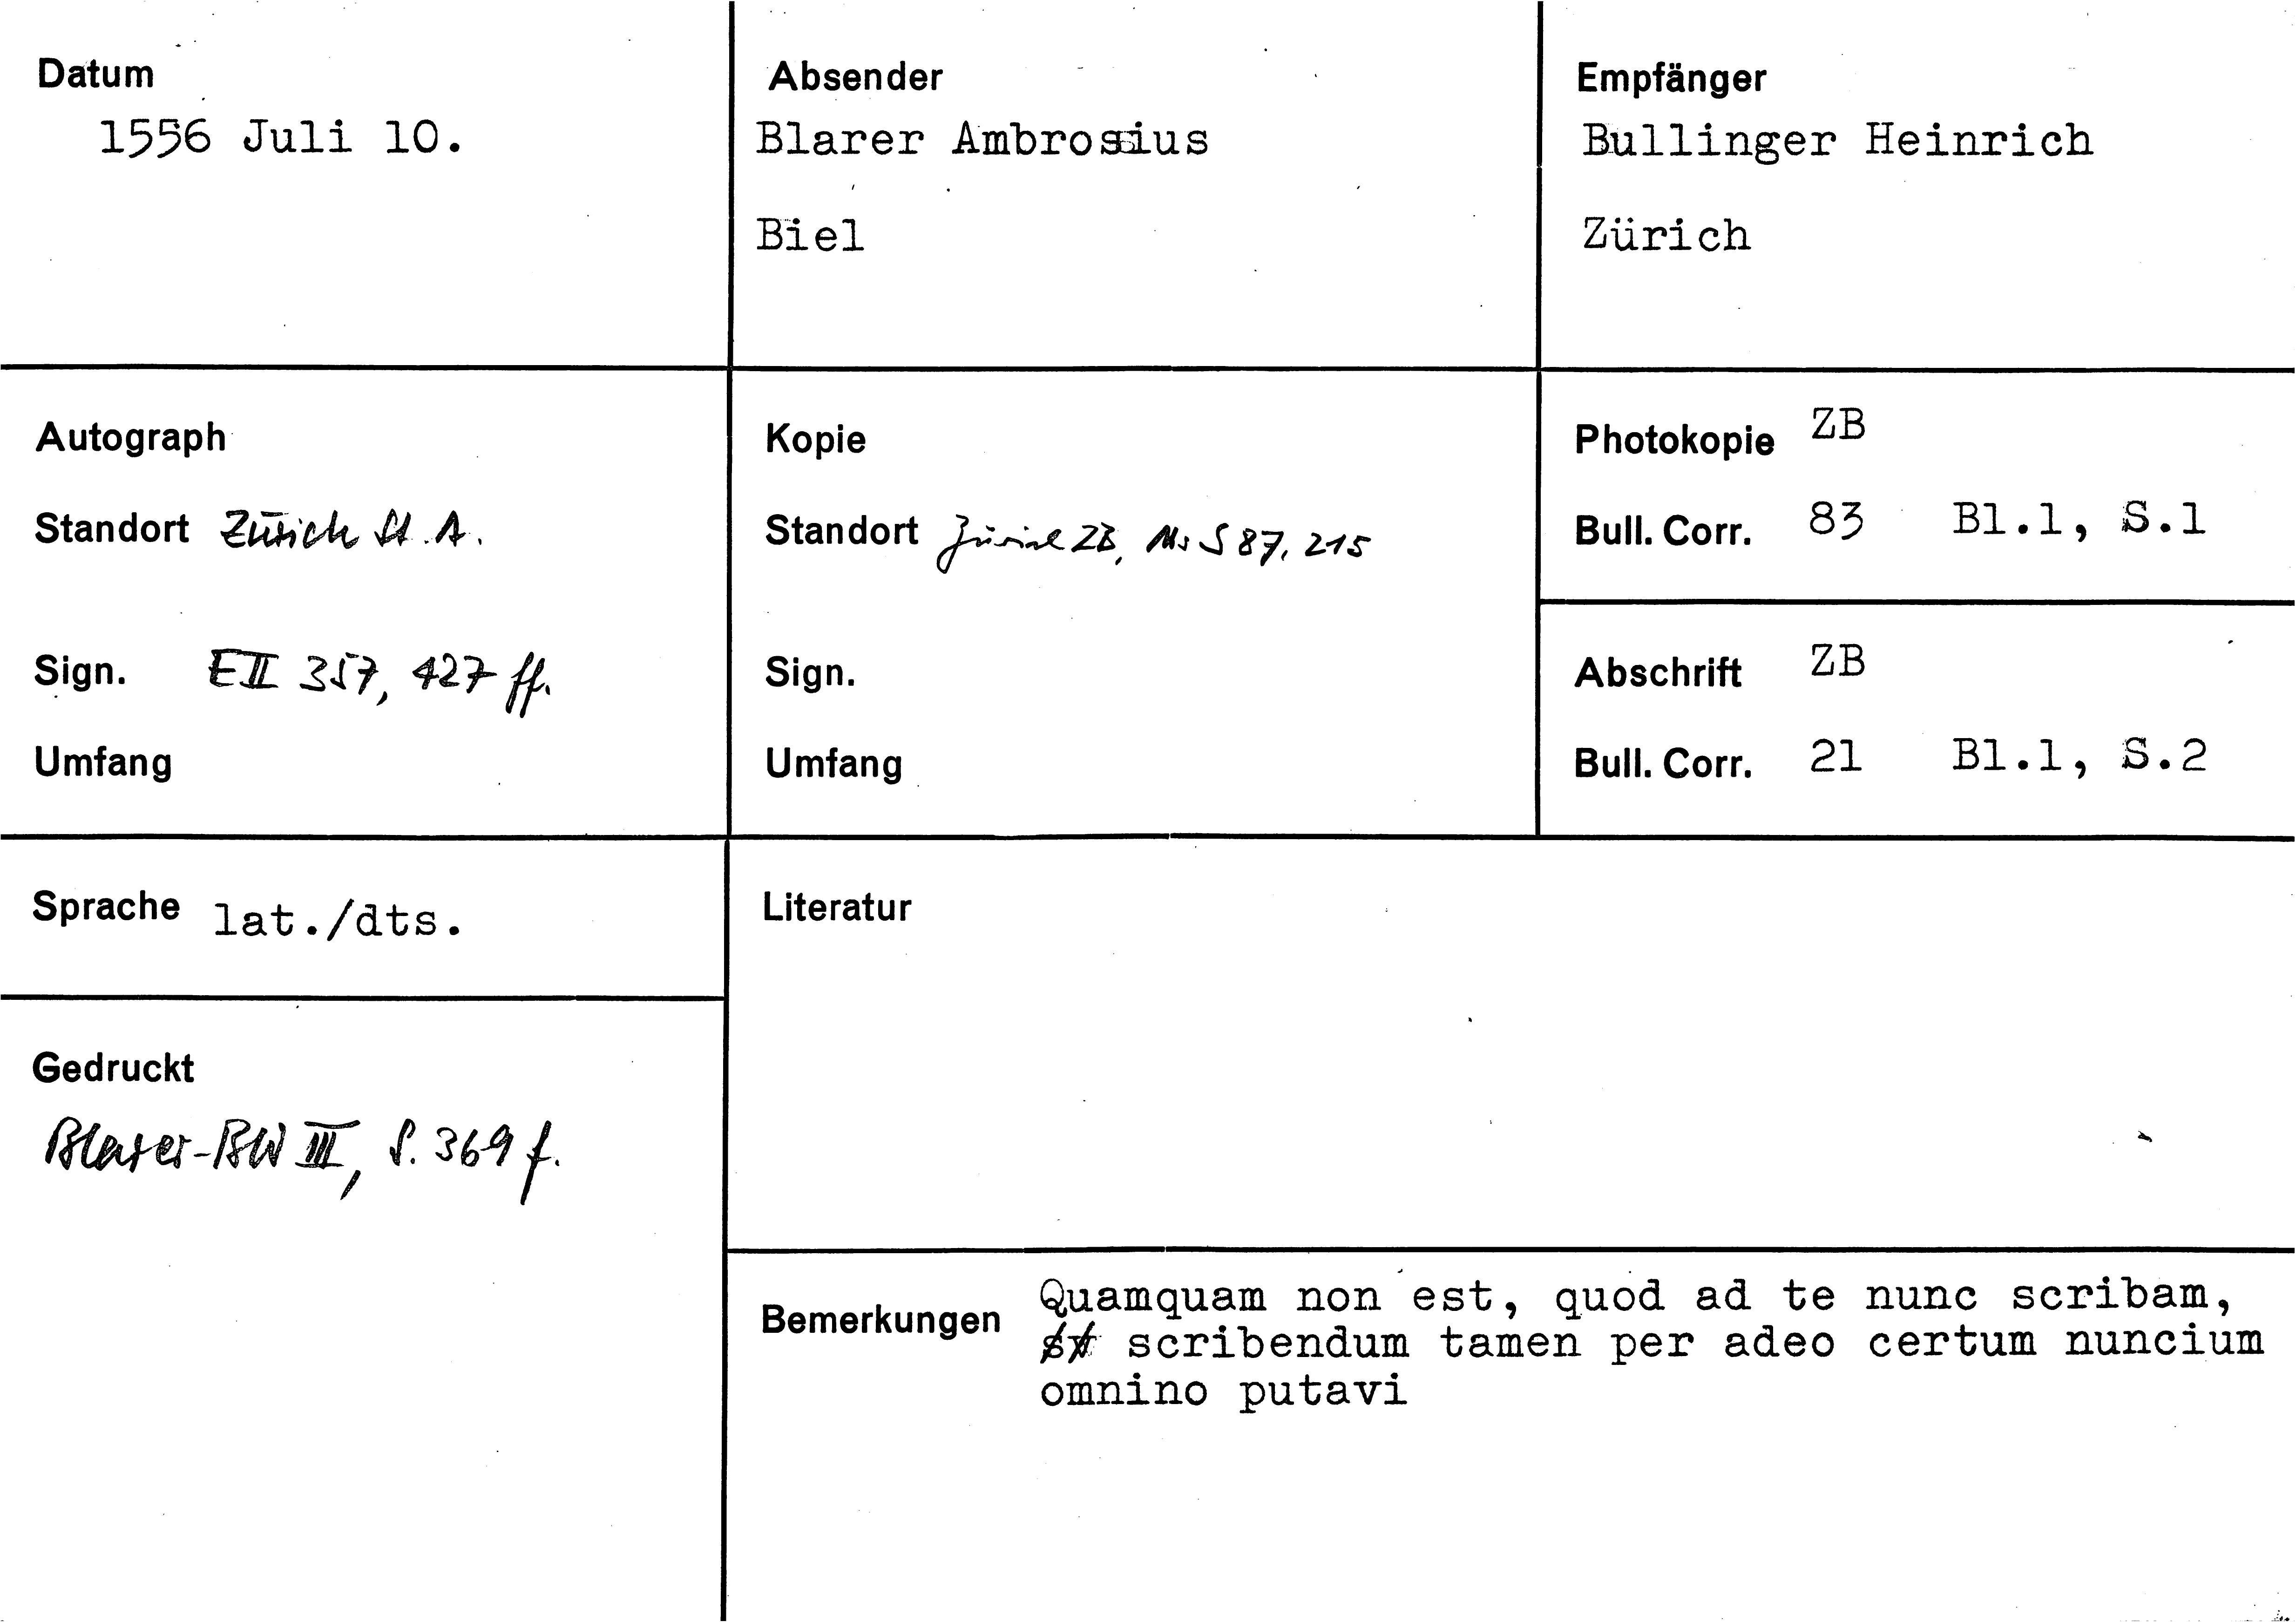 Datum
1556 Juli 10.
Absender
Blarer Ambrosius
Biel
Empfänger
Bullinger Heinrich
Zürich
Autograph
Standort Zürich St.A.
Sign. E II 357, 427 ff.
Umfang
Kopie
Standort Zürich ZB, Ms S 87, 215
Sign.
Umfang
Photokopie ZB
Bull. Corr. 83 Bl.1, S.1
Abschrift ZB
Bull. Corr. 21 Bl.1, S.2
Sprache lat./dts.
Literatur
Gedruckt
Blarer-BW III, S. 369 f.
Bemerkungen Quamquam non est, quod ad te nunc scribam,
scribendum tamen per adeo certum nuncium
omnino putavi